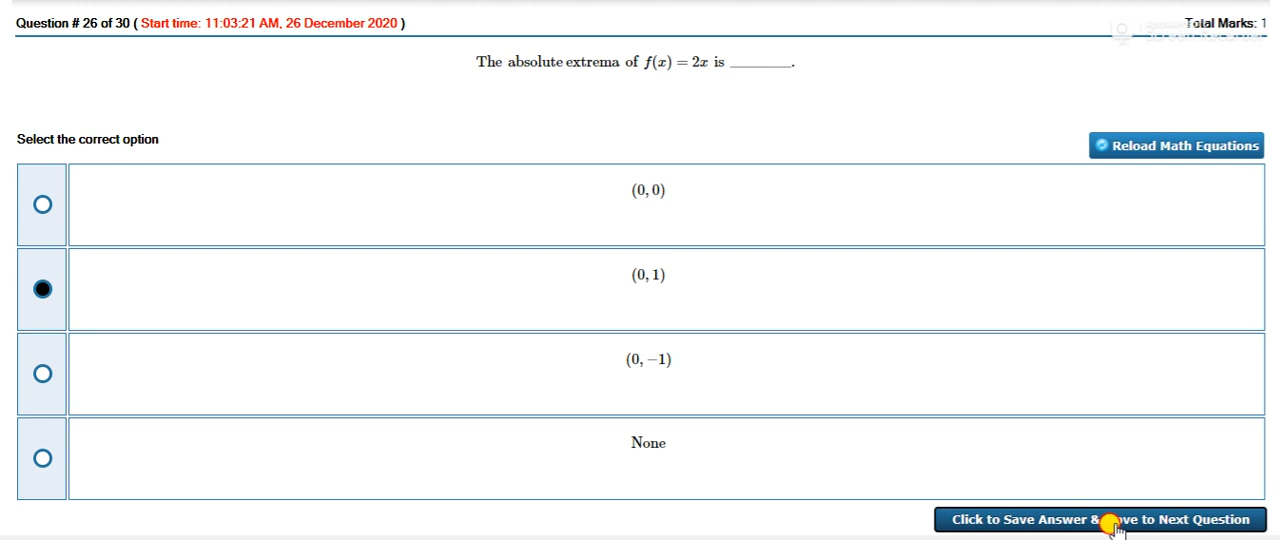 Question # 26 of 30 ( Start time: 11:03:21 AM, 26 December 2020 )
Total Marks: 1
The absolute extrema of f(x) = 2x is ________.
Select the correct option
Reload Math Equations
(0, 0)
(0, 1)
(0, −1)
None
Click to Save Answer & Move to Next Question